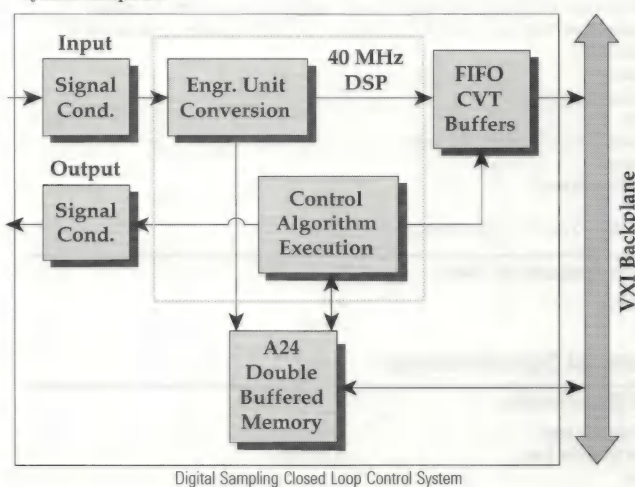 Input
Signal
Cond.
Engr. Unit
Conversion
40 MHz
DSP
FIFO
CVT
Buffers
Output
Signal
Cond.
Control
Algorithm
Execution
A24
Double
Buffered
Memory
VXI Backplane
Digital Sampling Closed Loop Control System